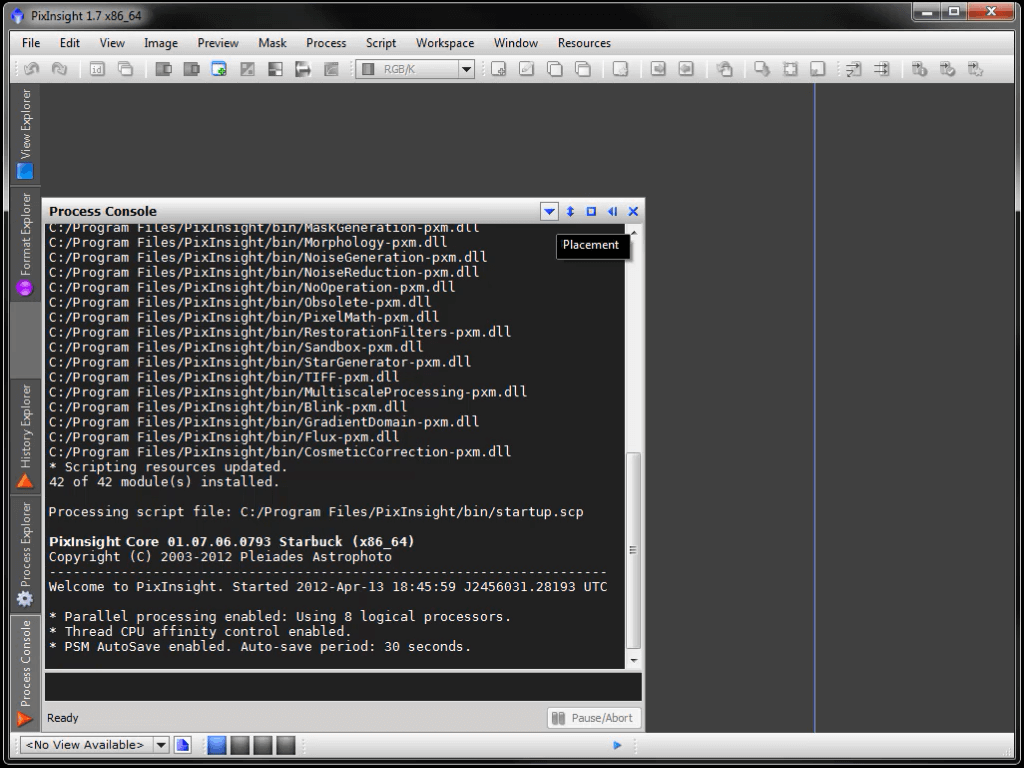 PixInsight 1.7 x86_64
File Edit View Image Preview Mask Process Script Workspace Window Resources
id RGB/K
View Explorer
Format Explorer
History Explorer
Process Explorer
Process Console
Process Console
Placement
C:/Program Files/PixInsight/bin/MaskGeneration-pxm.dll
C:/Program Files/PixInsight/bin/Morphology-pxm.dll
C:/Program Files/PixInsight/bin/NoiseGeneration-pxm.dll
C:/Program Files/PixInsight/bin/NoiseReduction-pxm.dll
C:/Program Files/PixInsight/bin/NoOperation-pxm.dll
C:/Program Files/PixInsight/bin/Obsolete-pxm.dll
C:/Program Files/PixInsight/bin/PixelMath-pxm.dll
C:/Program Files/PixInsight/bin/RestorationFilters-pxm.dll
C:/Program Files/PixInsight/bin/Sandbox-pxm.dll
C:/Program Files/PixInsight/bin/StarGenerator-pxm.dll
C:/Program Files/PixInsight/bin/TIFF-pxm.dll
C:/Program Files/PixInsight/bin/MultiscaleProcessing-pxm.dll
C:/Program Files/PixInsight/bin/Blink-pxm.dll
C:/Program Files/PixInsight/bin/GradientDomain-pxm.dll
C:/Program Files/PixInsight/bin/Flux-pxm.dll
C:/Program Files/PixInsight/bin/CosmeticCorrection-pxm.dll
* Scripting resources updated.
42 of 42 module(s) installed.
Processing script file: C:/Program Files/PixInsight/bin/startup.scp
PixInsight Core 01.07.06.0793 Starbuck (x86_64)
Copyright (C) 2003-2012 Pleiades Astrophoto
----------------------------------------------------------------------
Welcome to PixInsight. Started 2012-Apr-13 18:45:59 J2456031.28193 UTC
* Parallel processing enabled: Using 8 logical processors.
* Thread CPU affinity control enabled.
* PSM AutoSave enabled. Auto-save period: 30 seconds.
Ready Pause/Abort
<No View Available>